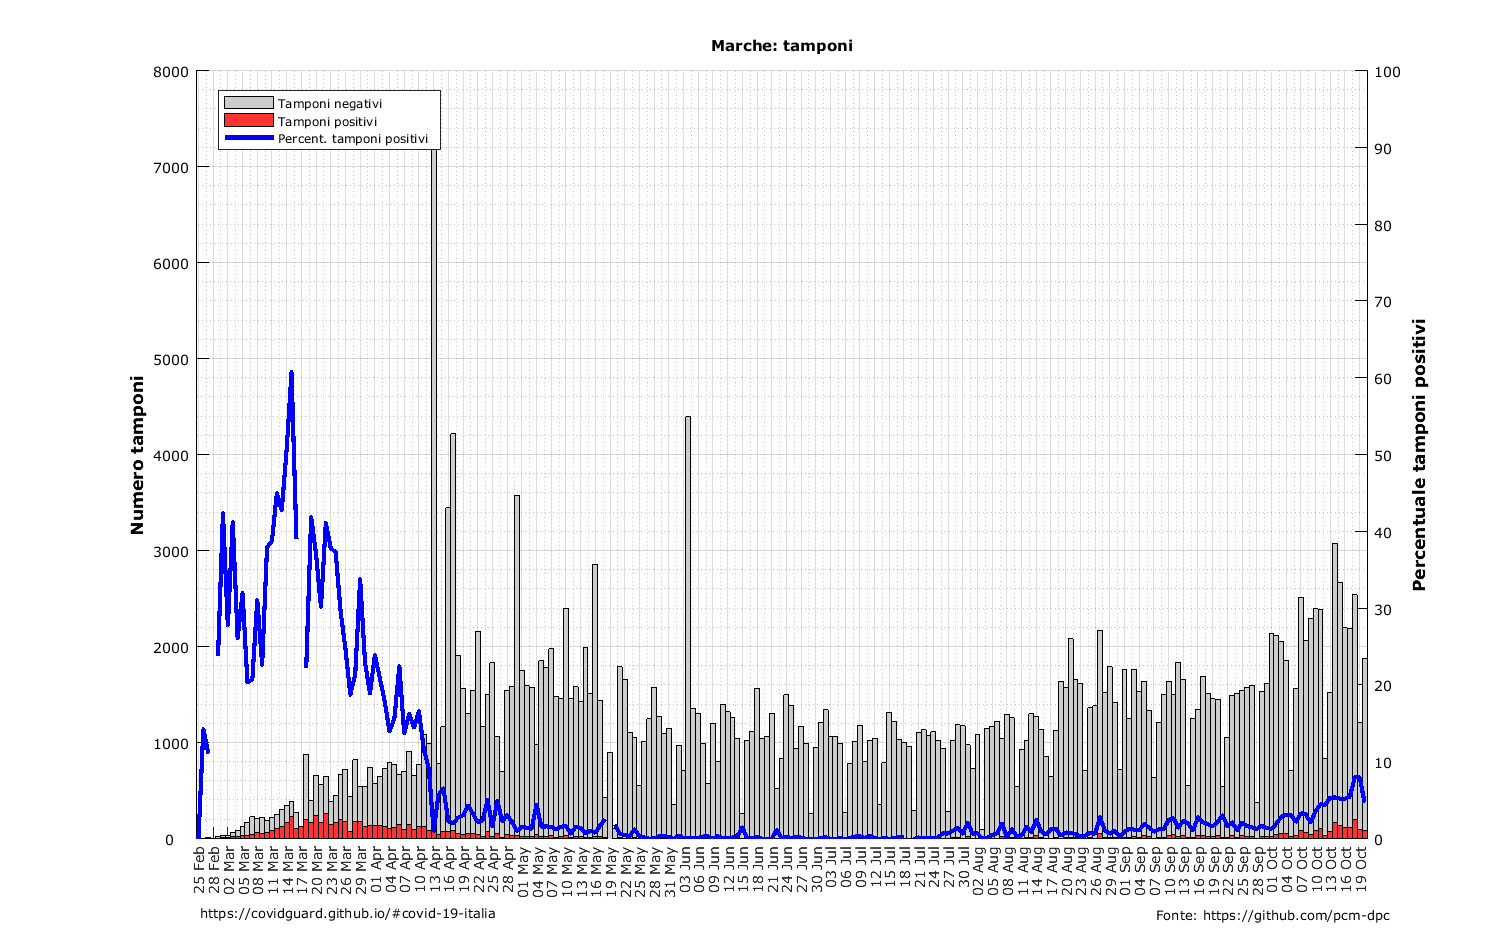 Marche: tamponi
Tamponi negativi
Tamponi positivi
Percent. tamponi positivi
Numero tamponi
8000
7000
6000
5000
4000
3000
2000
1000
0
Percentuale tamponi positivi
100
90
80
70
60
50
40
30
20
10
0
25 Feb
28 Feb
02 Mar
05 Mar
08 Mar
11 Mar
14 Mar
17 Mar
20 Mar
23 Mar
26 Mar
29 Mar
01 Apr
04 Apr
07 Apr
10 Apr
13 Apr
16 Apr
19 Apr
22 Apr
25 Apr
28 Apr
01 May
04 May
07 May
10 May
13 May
16 May
19 May
22 May
25 May
28 May
31 May
03 Jun
06 Jun
09 Jun
12 Jun
15 Jun
18 Jun
21 Jun
24 Jun
27 Jun
30 Jun
03 Jul
06 Jul
09 Jul
12 Jul
15 Jul
18 Jul
21 Jul
24 Jul
27 Jul
30 Jul
02 Aug
05 Aug
08 Aug
11 Aug
14 Aug
17 Aug
20 Aug
23 Aug
26 Aug
29 Aug
01 Sep
04 Sep
07 Sep
10 Sep
13 Sep
16 Sep
19 Sep
22 Sep
25 Sep
28 Sep
01 Oct
04 Oct
07 Oct
10 Oct
13 Oct
16 Oct
19 Oct
https://covidguard.github.io/#covid-19-italia
Fonte: https://github.com/pcm-dpc